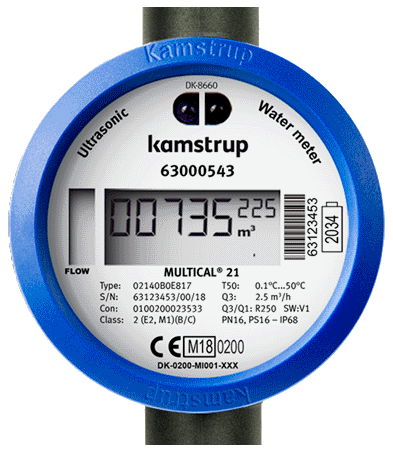 Kamstrup
DK-8660
Ultrasonic
Water meter
kamstrup
63000543
00735225
m³
63123453
2034
FLOW
MULTICAL® 21
Type: 02140B0E817 T50: 0.1°C...50°C
S/N: 63123453/00/18 Q3: 2.5 m³/h
Con: 0100200023533 Q3/Q1: R250 SW:V1
Class: 2 (E2, M1)(B/C) PN16, PS16 – IP68
CE M18 0200
DK-0200-MI001-XXX
Kamstrup